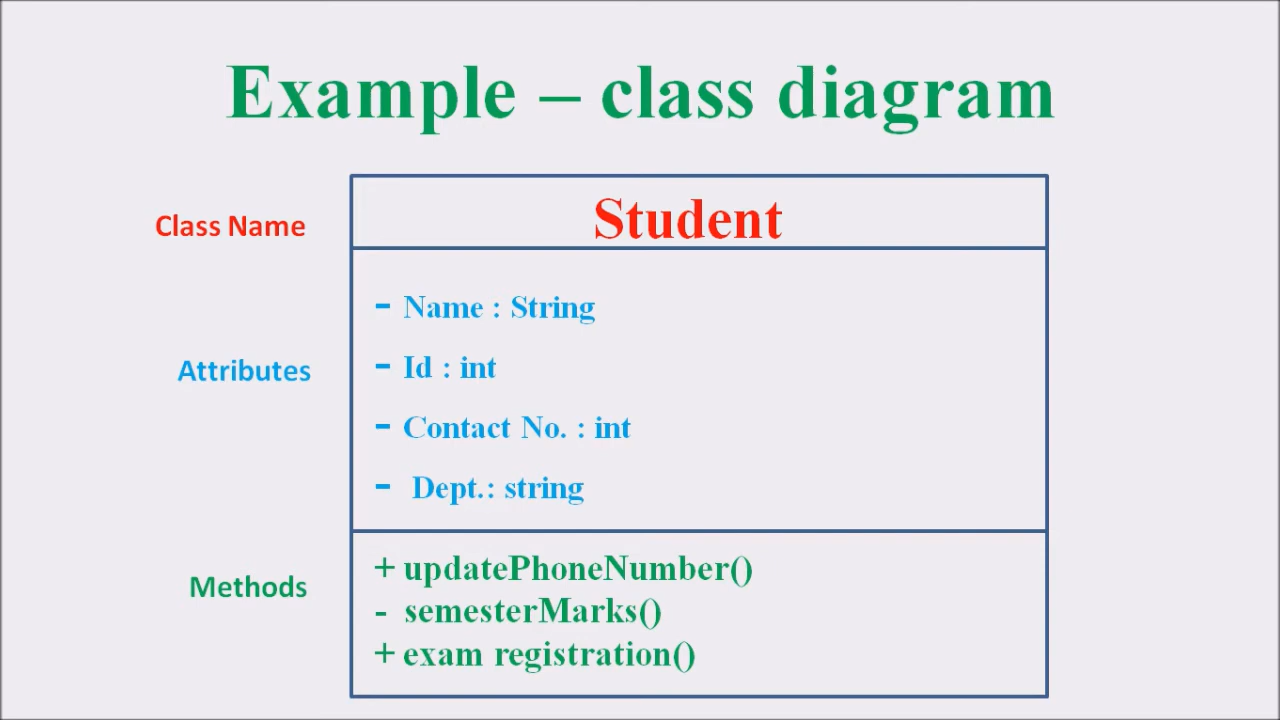 Example – class diagram
Class Name
Student
Attributes
- Name : String
- Id : int
- Contact No. : int
- Dept.: string
Methods
+ updatePhoneNumber()
- semesterMarks()
+ exam registration()